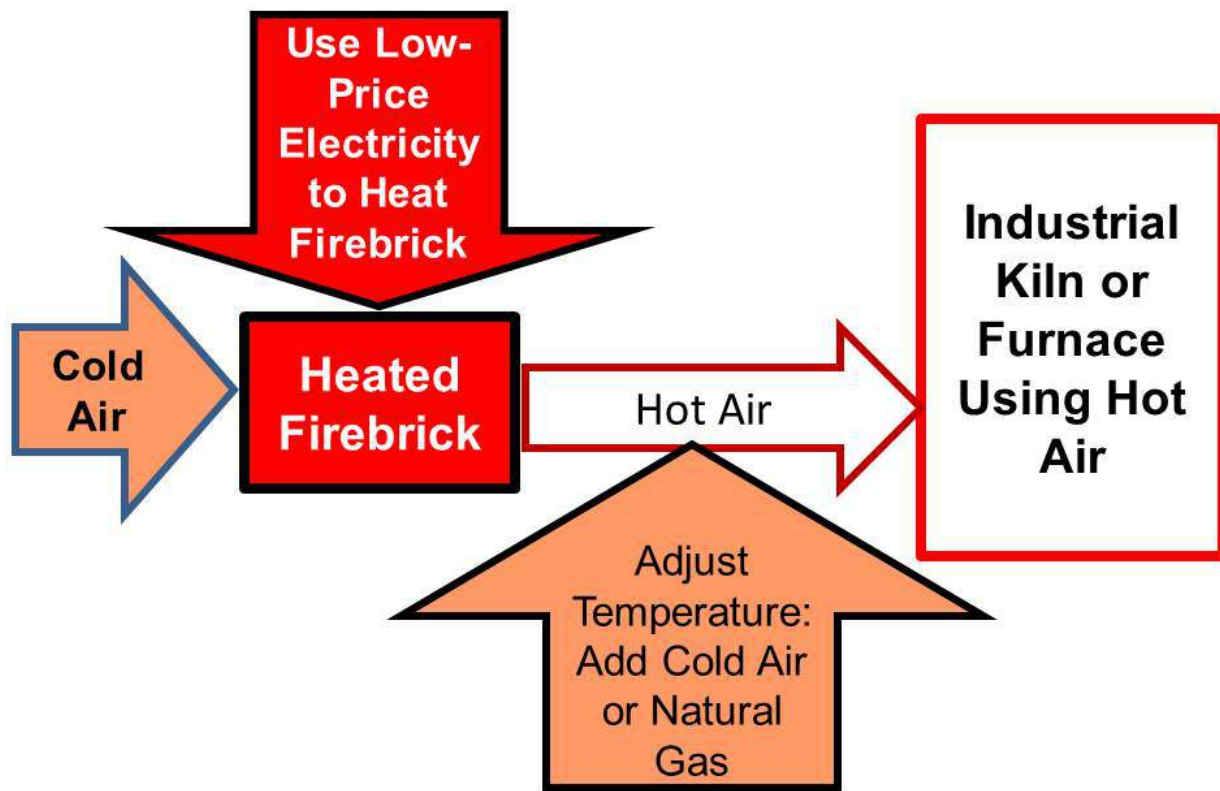 Use Low-
Price
Electricity
to Heat
Firebrick
Cold
Air
Heated
Firebrick
Hot Air
Industrial
Kiln or
Furnace
Using Hot
Air
Adjust
Temperature:
Add Cold Air
or Natural
Gas